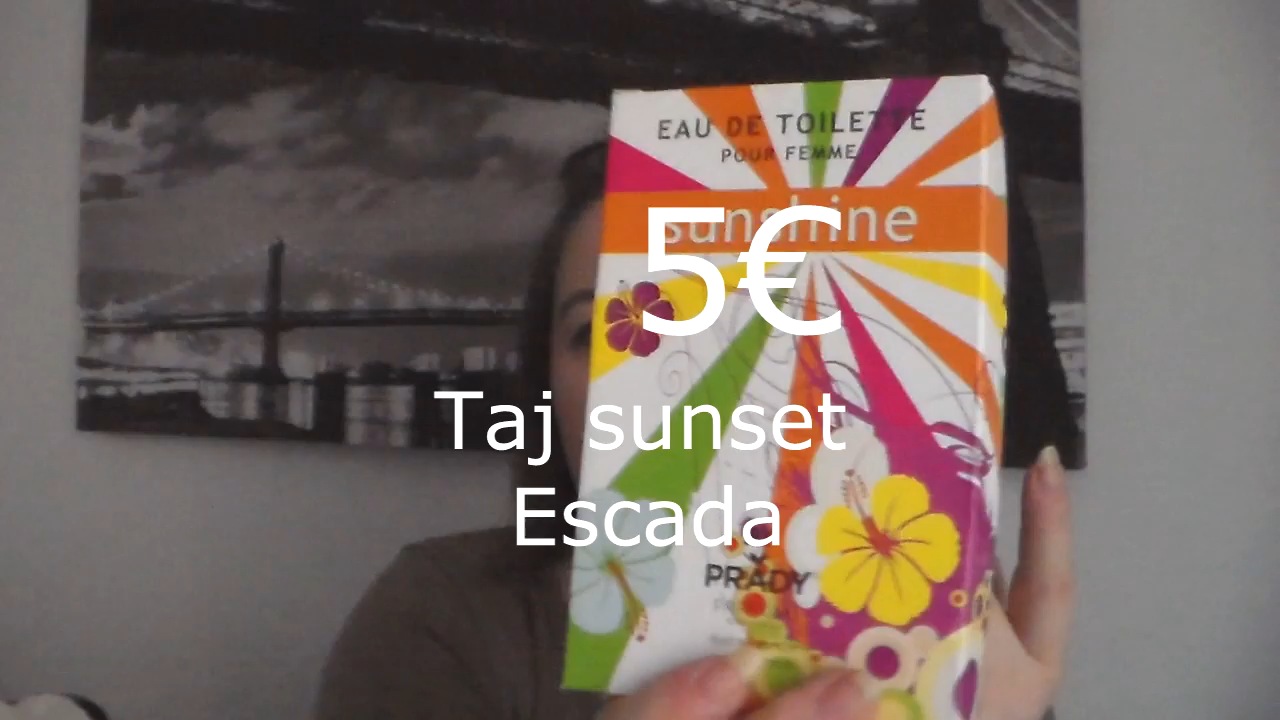 EAU DE TOILETTE
POUR FEMME
sunshine
5€
Taj sunset
Escada
PRADY